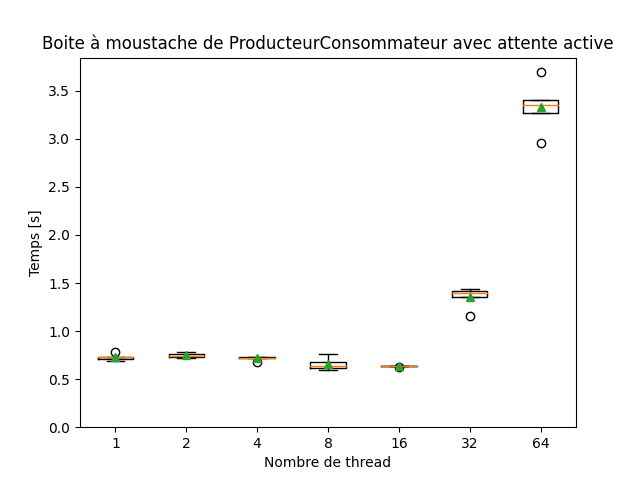 Boite à moustache de ProducteurConsommateur avec attente active
3.5
3.0
2.5
2.0
1.5
1.0
0.5
0.0
Temps [s]
1 2 4 8 16 32 64
Nombre de thread